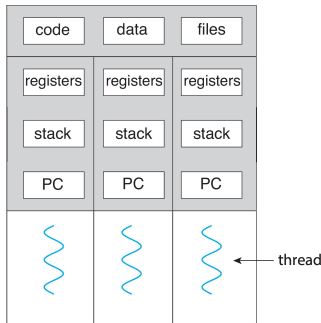 code data files
registers registers registers
stack stack stack
PC PC PC
thread